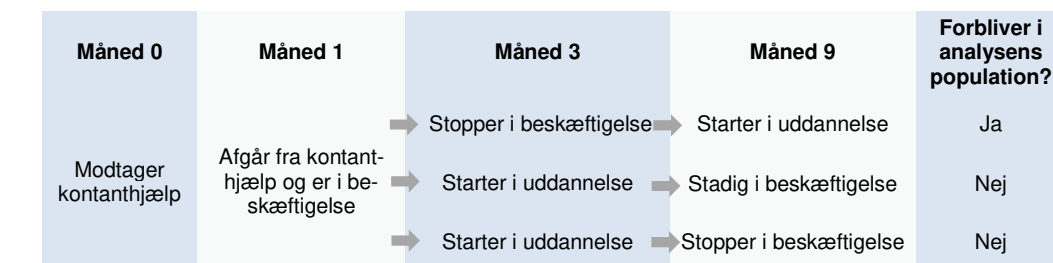 Måned 0
Måned 1
Måned 3
Måned 9
Forbliver i
analysens
population?
Modtager
kontanthjælp
Afgår fra kontant-
hjælp og er i be-
skæftigelse
Stopper i beskæftigelse
Starter i uddannelse
Ja
Starter i uddannelse
Stadig i beskæftigelse
Nej
Starter i uddannelse
Stopper i beskæftigelse
Nej